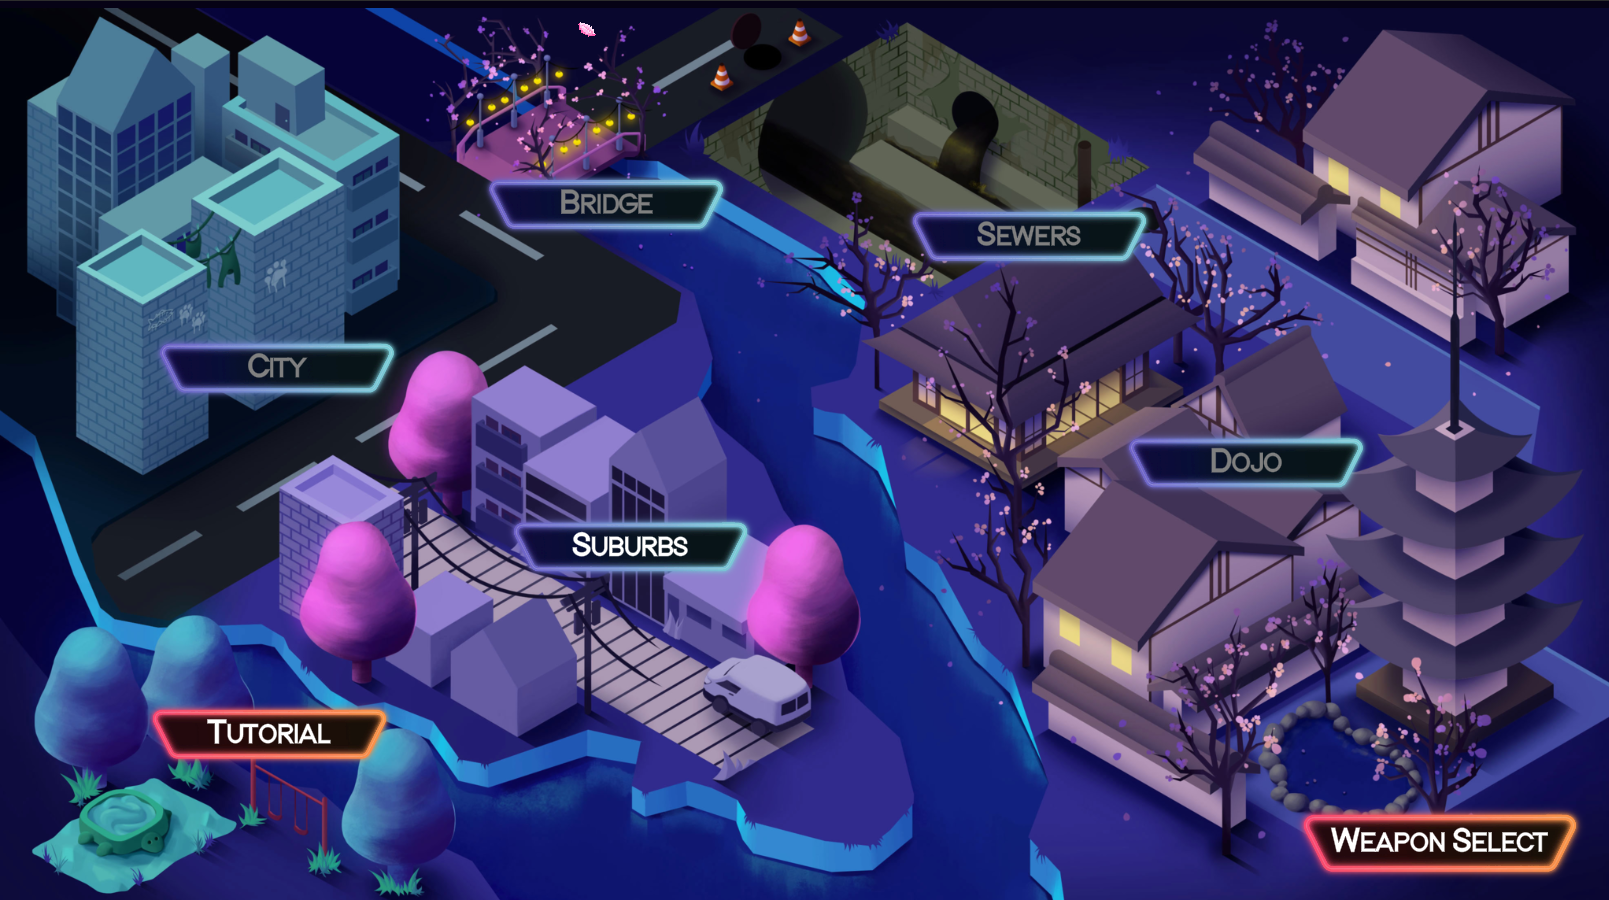 Bridge
Sewers
City
Dojo
Suburbs
Tutorial
Weapon Select